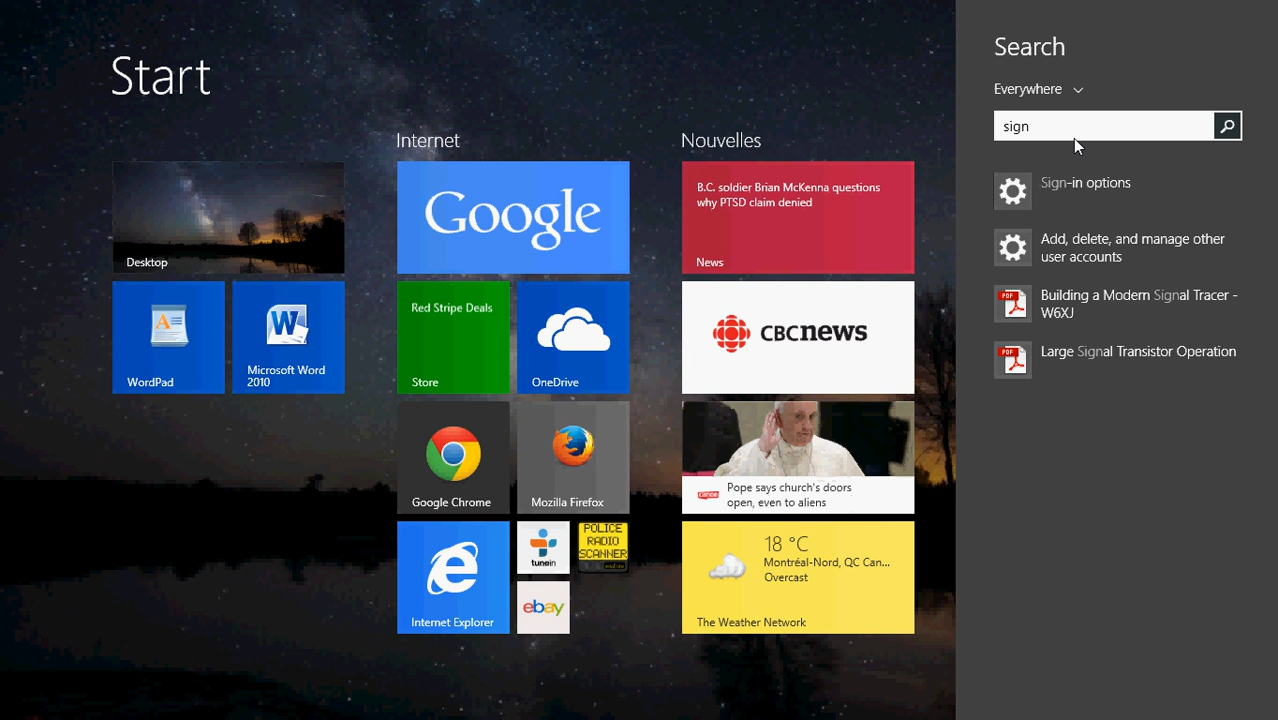 Start
Desktop
WordPad
Microsoft Word
2010
Internet
Google
Red Stripe Deals
Store
OneDrive
Google Chrome
Mozilla Firefox
Internet Explorer
tunein
POLICE
RADIO
SCANNER
ebay
Nouvelles
B.C. soldier Brian McKenna questions
why PTSD claim denied
News
CBCnews
canoe
Pope says church's doors
open, even to aliens
18 °C
Montréal-Nord, QC Can...
Overcast
The Weather Network
Search
Everywhere
sign
Sign-in options
Add, delete, and manage other
user accounts
PDF
Building a Modern Signal Tracer -
W6XJ
PDF
Large Signal Transistor Operation